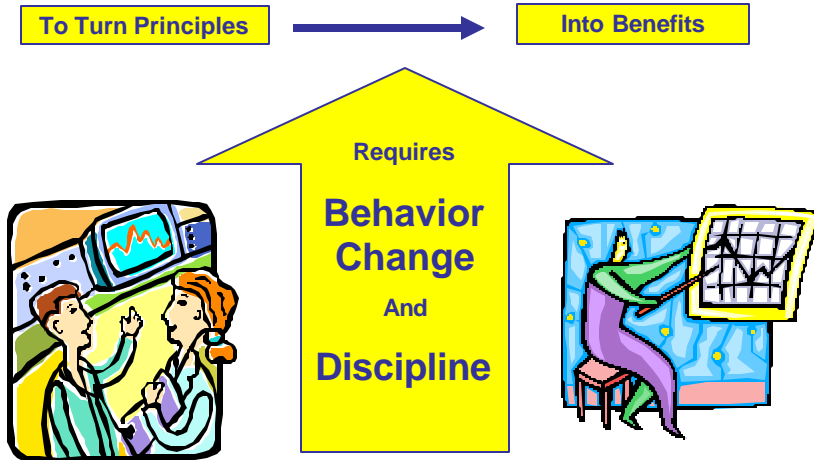 To Turn Principles
Into Benefits
Requires
Behavior
Change
And
Discipline